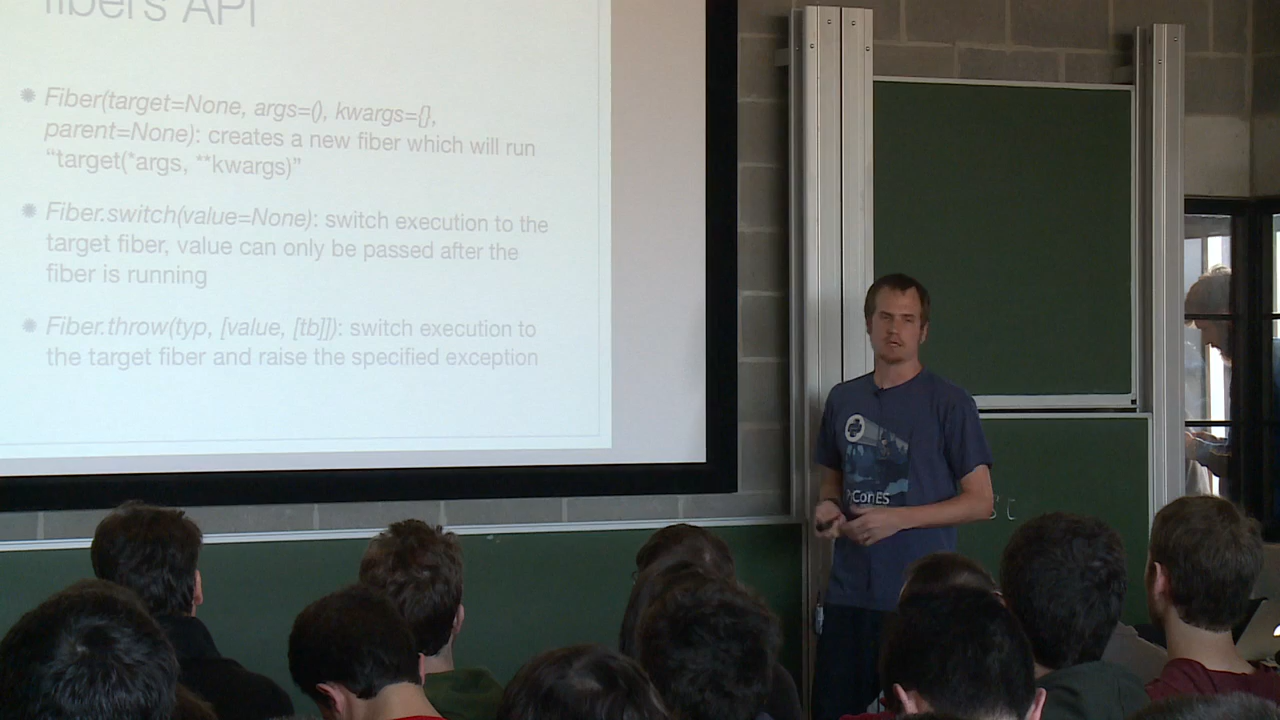 fibers API
Fiber(target=None, args=(), kwargs={},
parent=None): creates a new fiber which will run
“target(*args, **kwargs)”
Fiber.switch(value=None): switch execution to the
target fiber, value can only be passed after the
fiber is running
Fiber.throw(typ, [value, [tb]]): switch execution to
the target fiber and raise the specified exception
PyConES